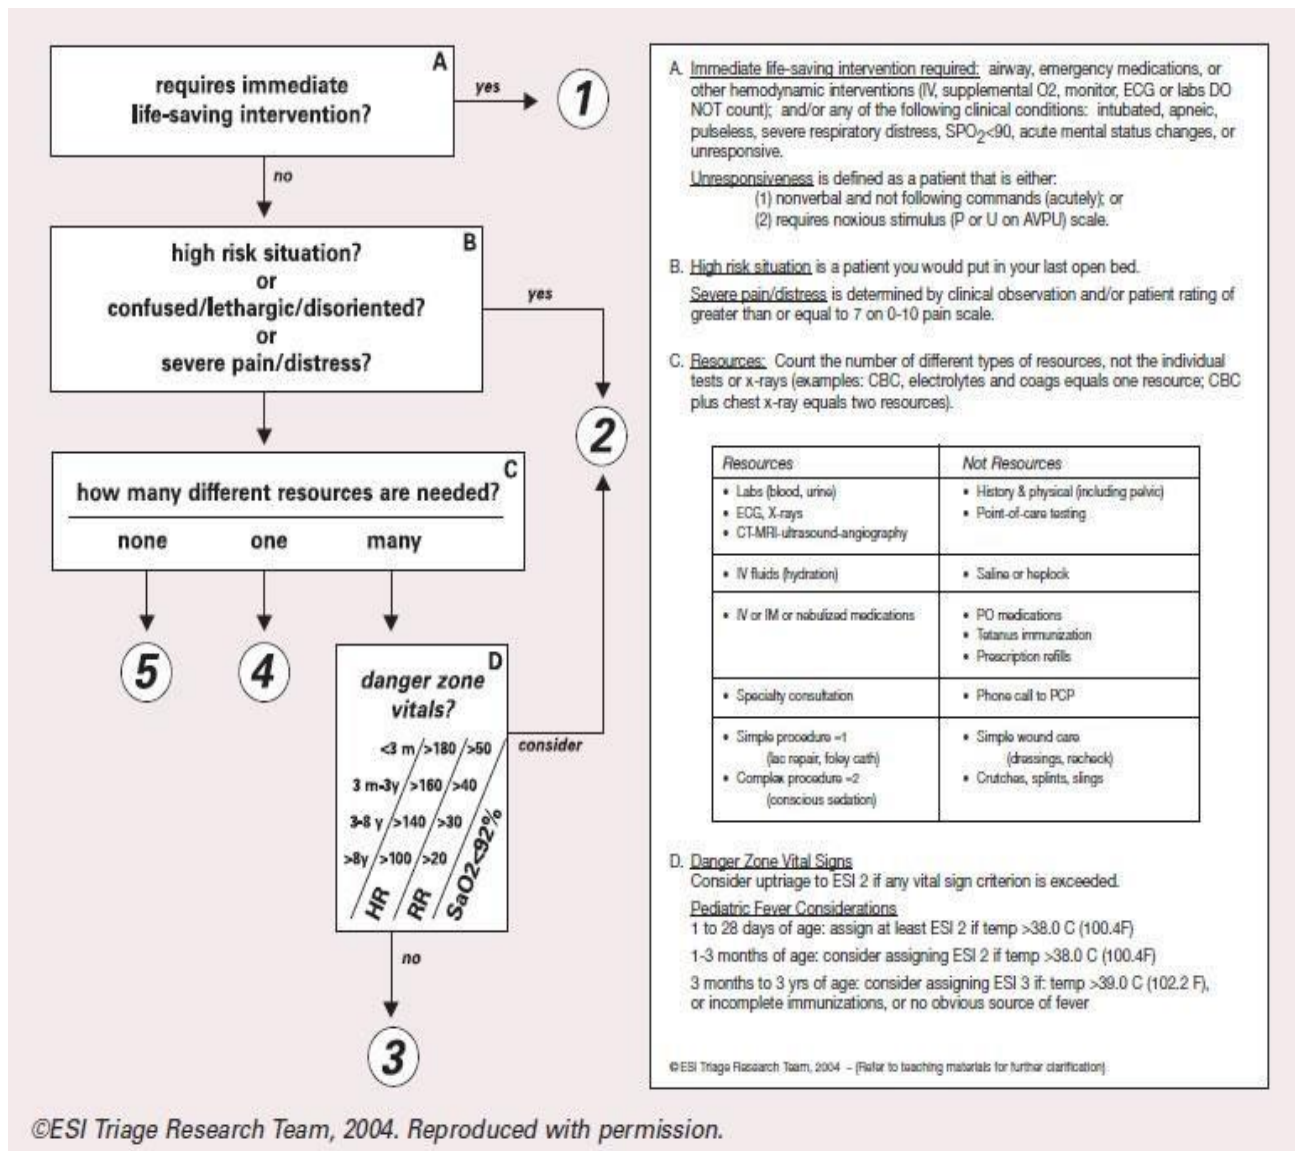 A
requires immediate
life-saving intervention?
yes
1
no
B
high risk situation?
or
confused/lethargic/disoriented?
or
severe pain/distress?
yes
2
C
how many different resources are needed?
none one many
5
4
D
danger zone
vitals?
<3 m >180 >50
3 m-3y >160 >40
3-8 y >140 >30
>8y >100 >20
HR
RR
SaO2<92%
consider
no
3
A. Immediate life-saving intervention required: airway, emergency medications, or
other hemodynamic interventions (IV, supplemental O2, monitor, ECG or labs DO
NOT count); and/or any of the following clinical conditions: intubated, apneic,
pulseless, severe respiratory distress, SPO2<90, acute mental status changes, or
unresponsive.
Unresponsiveness is defined as a patient that is either:
(1) nonverbal and not following commands (acutely); or
(2) requires noxious stimulus (P or U on AVPU) scale.
B. High risk situation is a patient you would put in your last open bed.
Severe pain/distress is determined by clinical observation and/or patient rating of
greater than or equal to 7 on 0-10 pain scale.
C. Resources: Count the number of different types of resources, not the individual
tests or x-rays (examples: CBC, electrolytes and coags equals one resource; CBC
plus chest x-ray equals two resources).
Resources Not Resources
• Labs (blood, urine) • History & physical (including pelvic)
• ECG, X-rays • Point-of-care testing
• CT-MRI-ultrasound-angiography
• IV fluids (hydration) • Saline or heplock
• IV or IM or nebulized medications • PO medications
• Tetanus immunization
• Prescription refills
• Specialty consultation • Phone call to PCP
• Simple procedure =1 • Simple wound care
(lac repair, foley cath) (dressings, recheck)
• Complex procedure =2 • Crutches, splints, slings
(conscious sedation)
D. Danger Zone Vital Signs
Consider uptriage to ESI 2 if any vital sign criterion is exceeded.
Pediatric Fever Considerations
1 to 28 days of age: assign at least ESI 2 if temp >38.0 C (100.4F)
1-3 months of age: consider assigning ESI 2 if temp >38.0 C (100.4F)
3 months to 3 yrs of age: consider assigning ESI 3 if: temp >39.0 C (102.2 F),
or incomplete immunizations, or no obvious source of fever
©ESI Triage Research Team, 2004 – (Refer to teaching materials for further clarification)
©ESI Triage Research Team, 2004. Reproduced with permission.